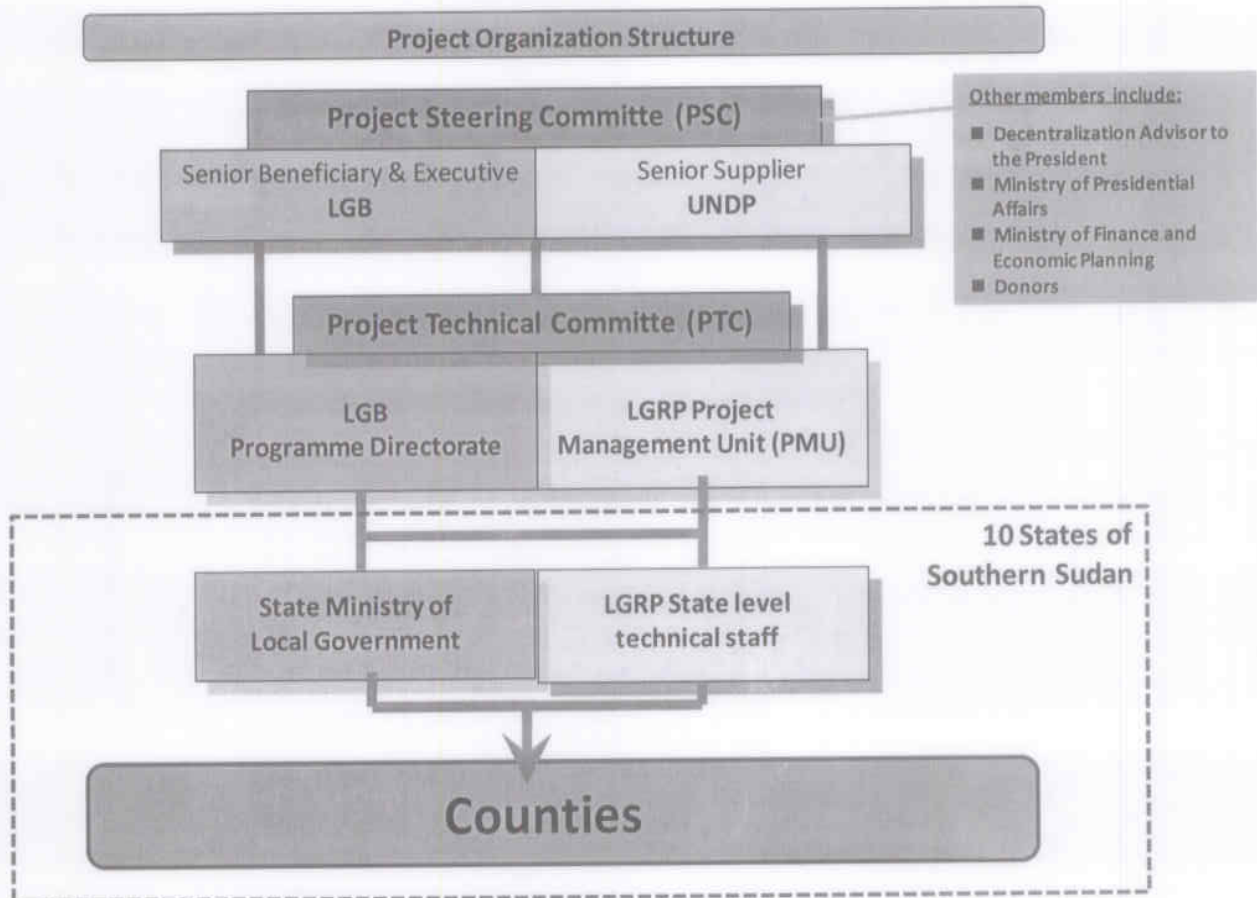 Project Organization Structure
Project Steering Committe (PSC)
Senior Beneficiary & Executive
LGB
Senior Supplier
UNDP
Other members include:
■ Decentralization Advisor to
the President
■ Ministry of Presidential
Affairs
■ Ministry of Finance and
Economic Planning
■ Donors
Project Technical Committe (PTC)
LGB
Programme Directorate
LGRP Project
Management Unit (PMU)
10 States of
Southern Sudan
State Ministry of
Local Government
LGRP State level
technical staff
Counties